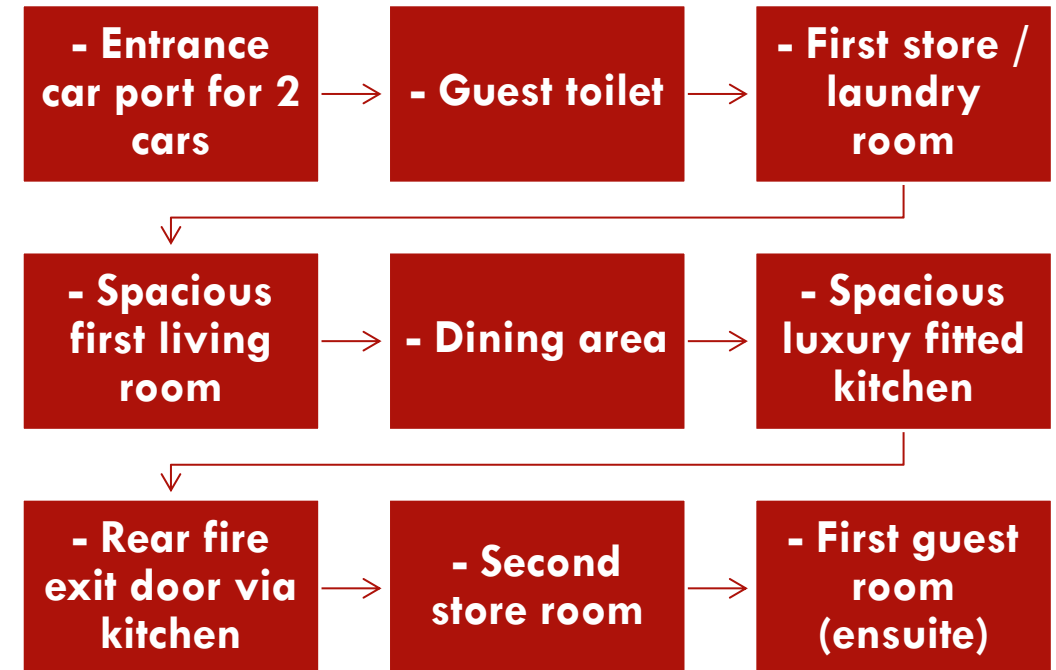 - Entrance
car port for 2
cars
- Guest toilet
- First store /
laundry
room
- Spacious
first living
room
- Dining area
- Spacious
luxury fitted
kitchen
- Rear fire
exit door via
kitchen
- Second
store room
- First guest
room
(ensuite)